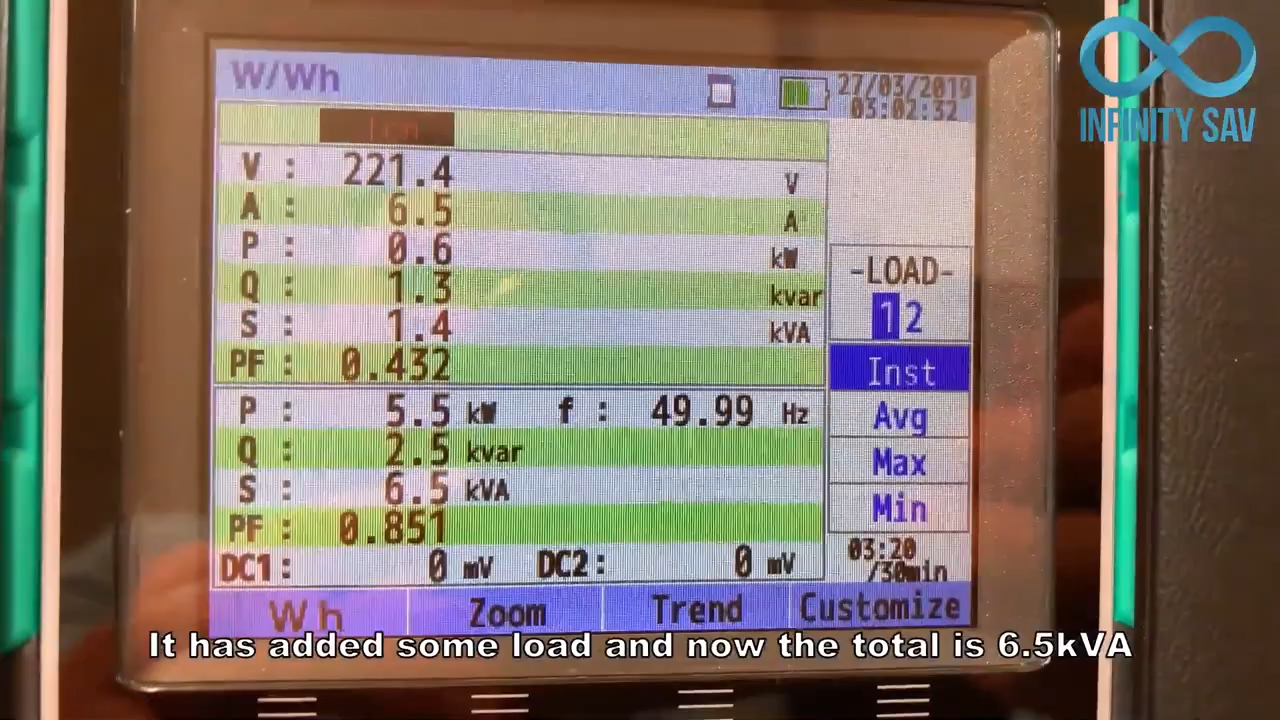 W/Wh
27/03/2019
03:02:32
INFINITY SAV
1ch
V : 221.4 V
A : 6.5 A
P : 0.6 kW
Q : 1.3 kvar
S : 1.4 kVA
PF : 0.432
-LOAD-
1 2
Inst
Avg
Max
Min
P : 5.5 kW f : 49.99 Hz
Q : 2.5 kvar
S : 6.5 kVA
PF : 0.851
DC1 : 0 mV DC2 : 0 mV
03:20
/30min
Wh Zoom Trend Customize
It has added some load and now the total is 6.5kVA